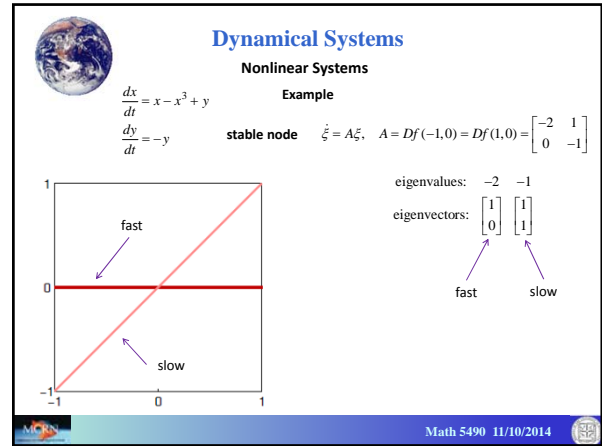 Dynamical Systems
Nonlinear Systems
Example
dx/dt = x − x³ + y
dy/dt = −y
stable node ξ̇ = Aξ, A = Df(−1,0) = Df(1,0) = [−2 1; 0 −1]
eigenvalues: −2 −1
eigenvectors: [1; 0] [1; 1]
fast slow
1
fast
0
slow
−1
−1 0 1
MCRN
Math 5490 11/10/2014